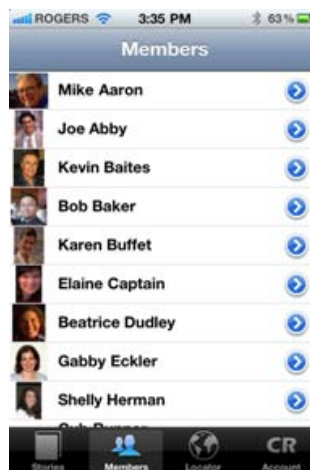 ROGERS 3:35 PM 63%
Members
Mike Aaron
Joe Abby
Kevin Baites
Bob Baker
Karen Buffet
Elaine Captain
Beatrice Dudley
Gabby Eckler
Shelly Herman
Stories Members Locator CR Account